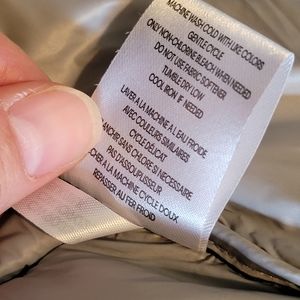 MACHINE WASH COLD WITH LIKE COLORS
GENTLE CYCLE
ONLY NON-CHLORINE BLEACH WHEN NEEDED
DO NOT USE FABRIC SOFTENER
TUMBLE DRY LOW
COOL IRON IF NEEDED
LAVER A LA MACHINE A L'EAU FROIDE
AVEC COULEURS SIMILAIRES
CYCLE DÉLICAT
BLANCHIR SANS CHLORE SI NECESSAIRE
PAS D'ASSOUPLISSEUR
SÉCHER A LA MACHINE CYCLE DOUX
REPASSER AU FER FROID